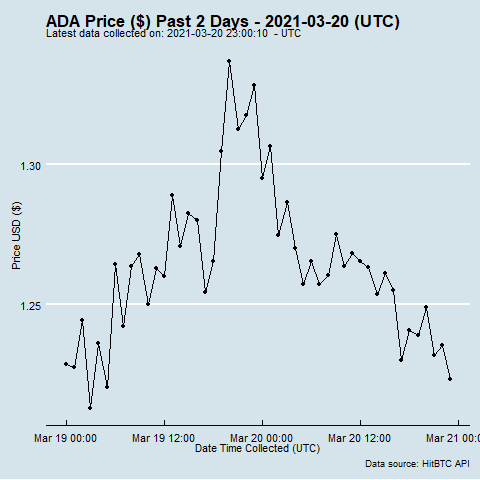 ADA Price ($) Past 2 Days - 2021-03-20 (UTC)
Latest data collected on: 2021-03-20 23:00:10 - UTC
1.30
Price USD ($)
1.25
Mar 19 00:00 Mar 19 12:00 Mar 20 00:00 Mar 20 12:00 Mar 21 00:
Date Time Collected (UTC)
Data source: HitBTC API